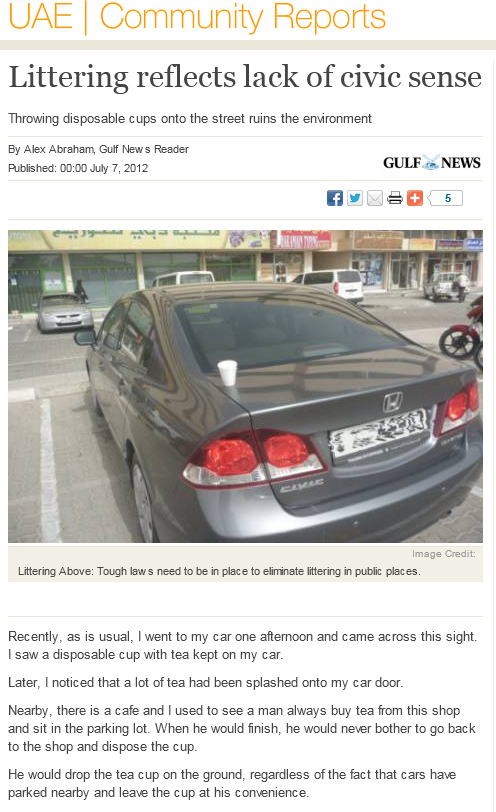 UAE | Community Reports
Littering reflects lack of civic sense
Throwing disposable cups onto the street ruins the environment
By Alex Abraham, Gulf News Reader
Published: 00:00 July 7, 2012
GULF NEWS
5
CIVIC
Image Credit:
Littering Above: Tough laws need to be in place to eliminate littering in public places.
Recently, as is usual, I went to my car one afternoon and came across this sight.
I saw a disposable cup with tea kept on my car.
Later, I noticed that a lot of tea had been splashed onto my car door.
Nearby, there is a cafe and I used to see a man always buy tea from this shop
and sit in the parking lot. When he would finish, he would never bother to go back
to the shop and dispose the cup.
He would drop the tea cup on the ground, regardless of the fact that cars have
parked nearby and leave the cup at his convenience.